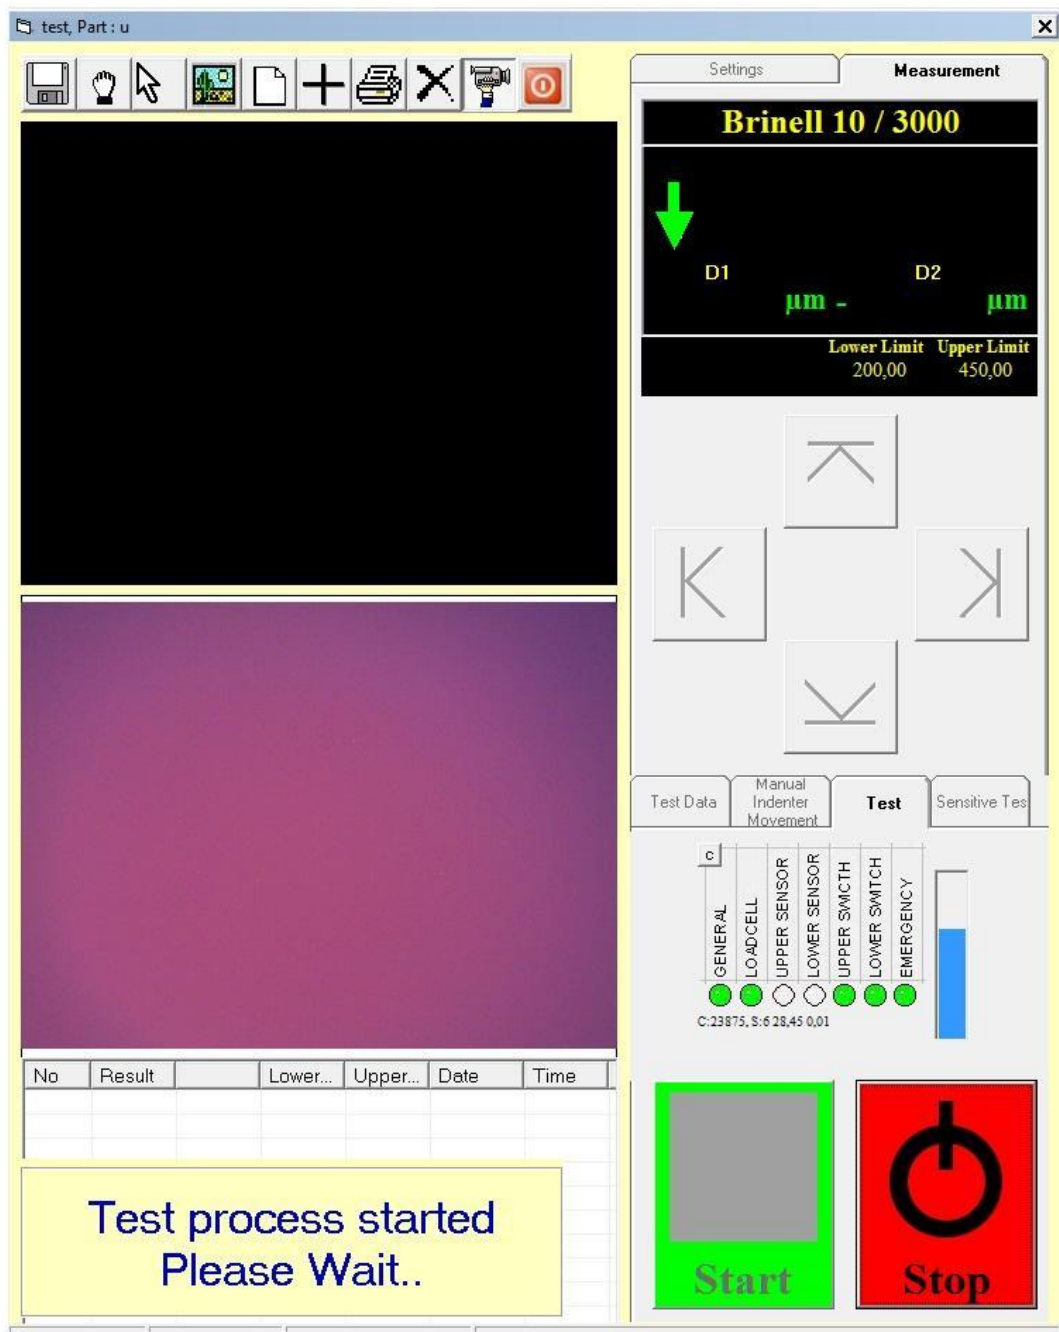 test, Part : u
Settings
Measurement
Brinell 10 / 3000
D1
D2
µm -
µm
Lower Limit Upper Limit
200,00 450,00
Test Data
Manual
Indenter
Movement
Test
Sensitive Tes
c
GENERAL
LOADCELL
UPPER SENSOR
LOWER SENSOR
UPPER SWICTH
LOWER SWITCH
EMERGENCY
C:23875, S:6 28,45 0,01
No Result Lower... Upper... Date Time
Test process started
Please Wait..
Start
Stop